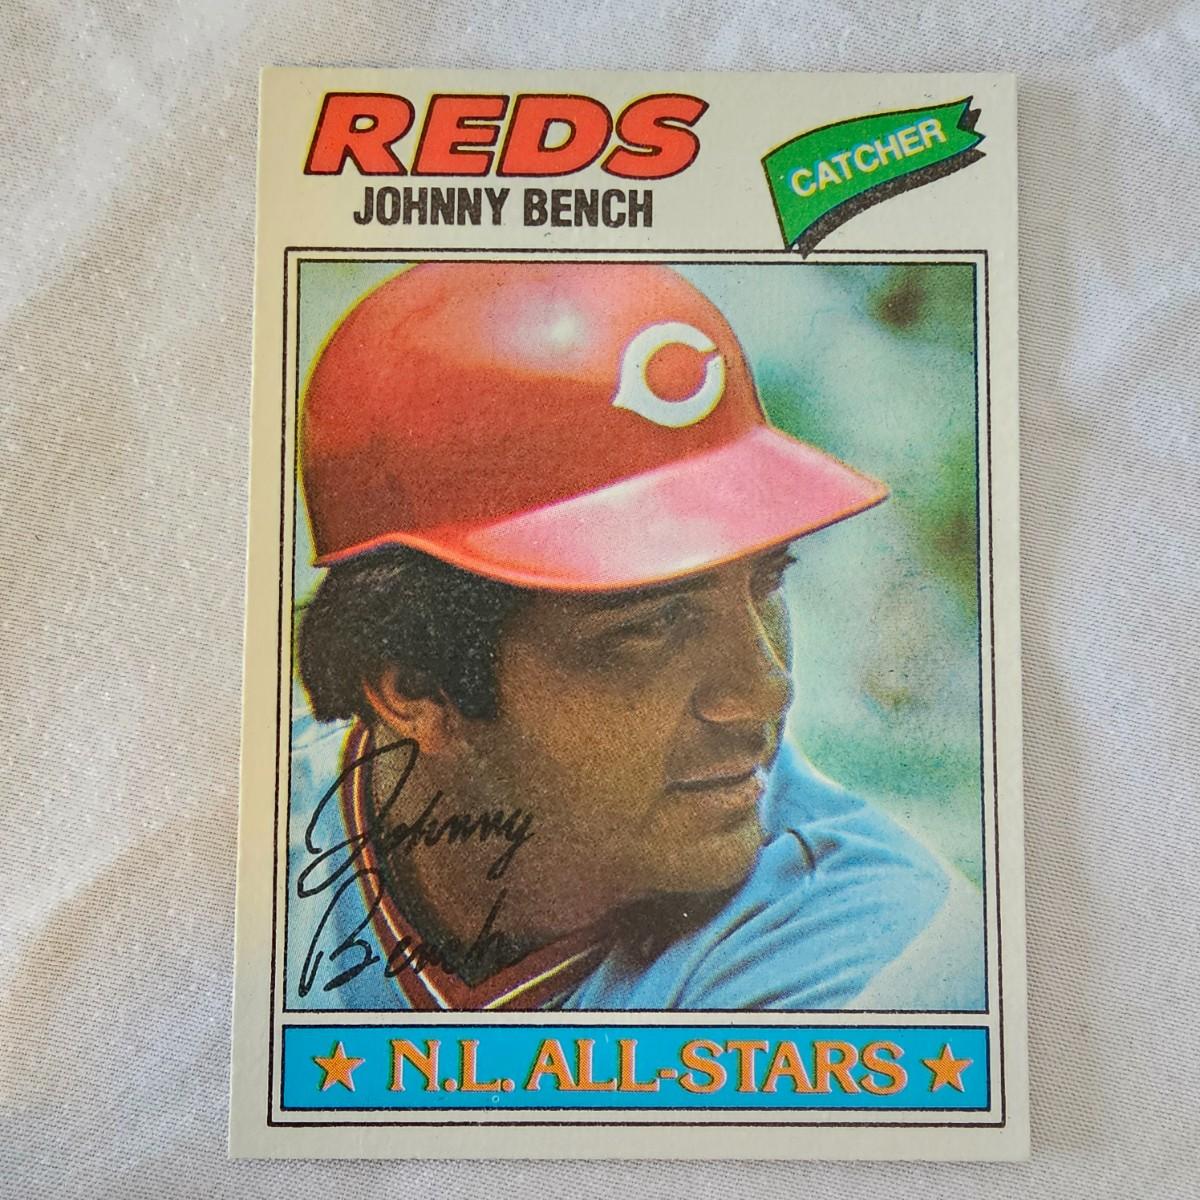 REDS
JOHNNY BENCH
CATCHER
C
Johnny
Bench
★ N.L. ALL-STARS ★